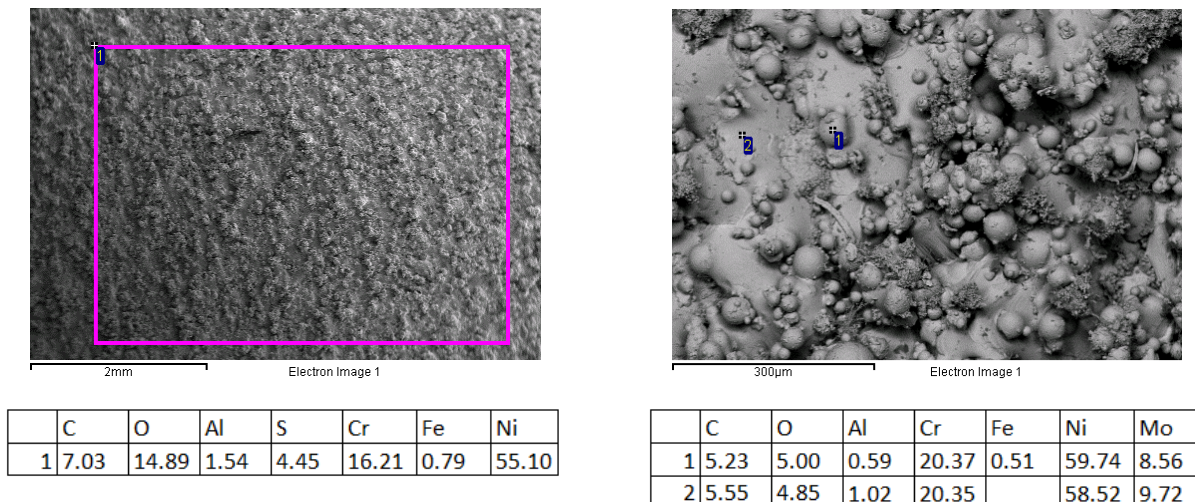 1
2mm Electron Image 1
C O Al S Cr Fe Ni
1 7.03 14.89 1.54 4.45 16.21 0.79 55.10
2 1
300µm Electron Image 1
C O Al Cr Fe Ni Mo
1 5.23 5.00 0.59 20.37 0.51 59.74 8.56
2 5.55 4.85 1.02 20.35 58.52 9.72